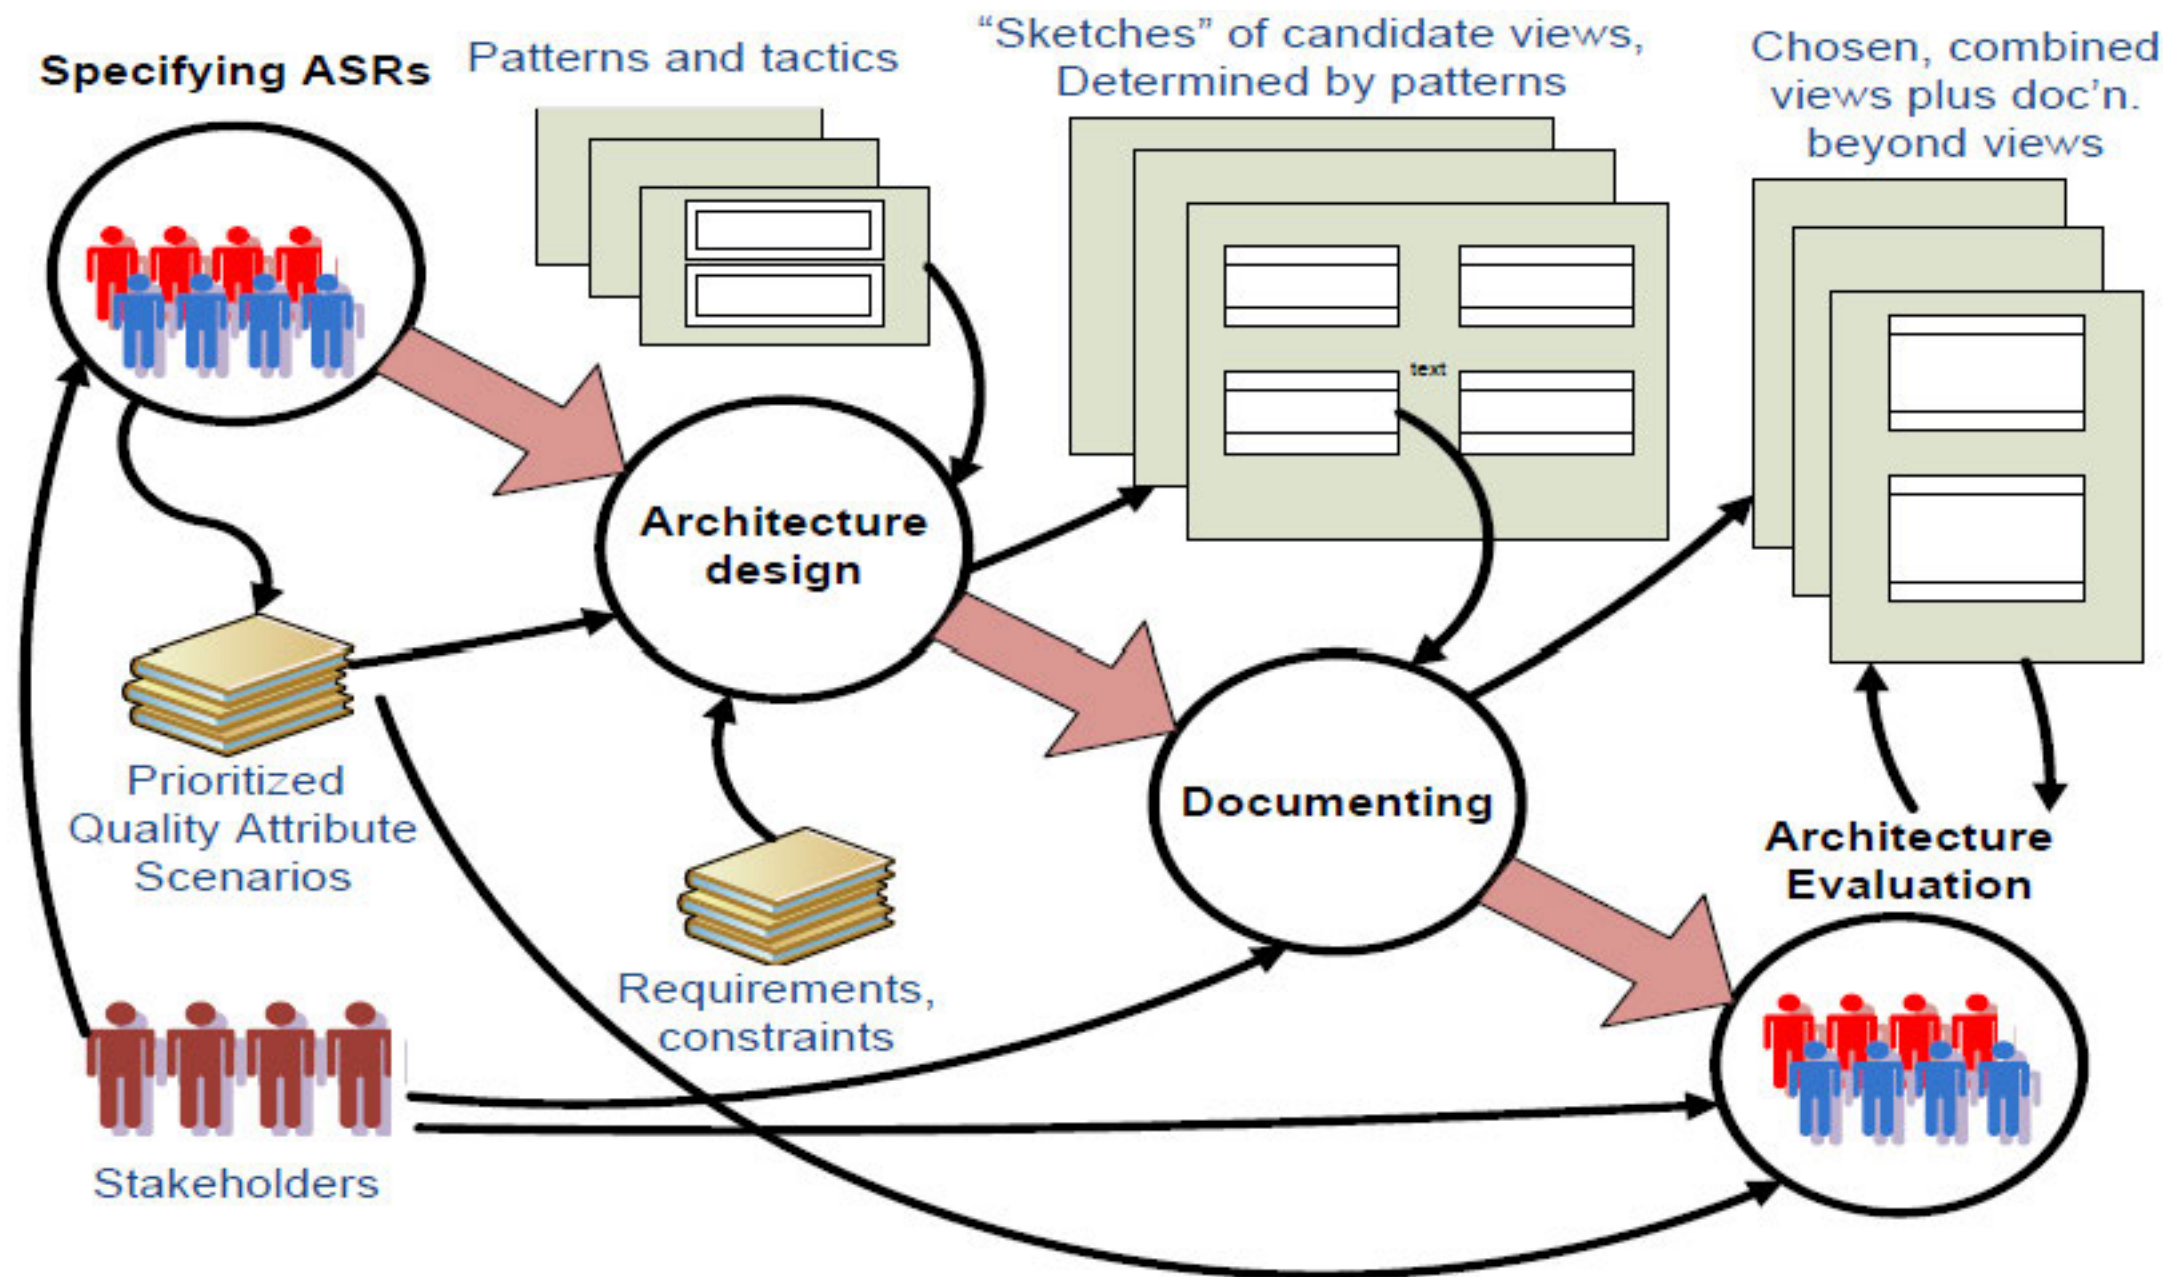 Specifying ASRs
Patterns and tactics
“Sketches” of candidate views,
Determined by patterns
Chosen, combined
views plus doc’n.
beyond views
text
Architecture
design
Prioritized
Quality Attribute
Scenarios
Documenting
Requirements,
constraints
Architecture
Evaluation
Stakeholders